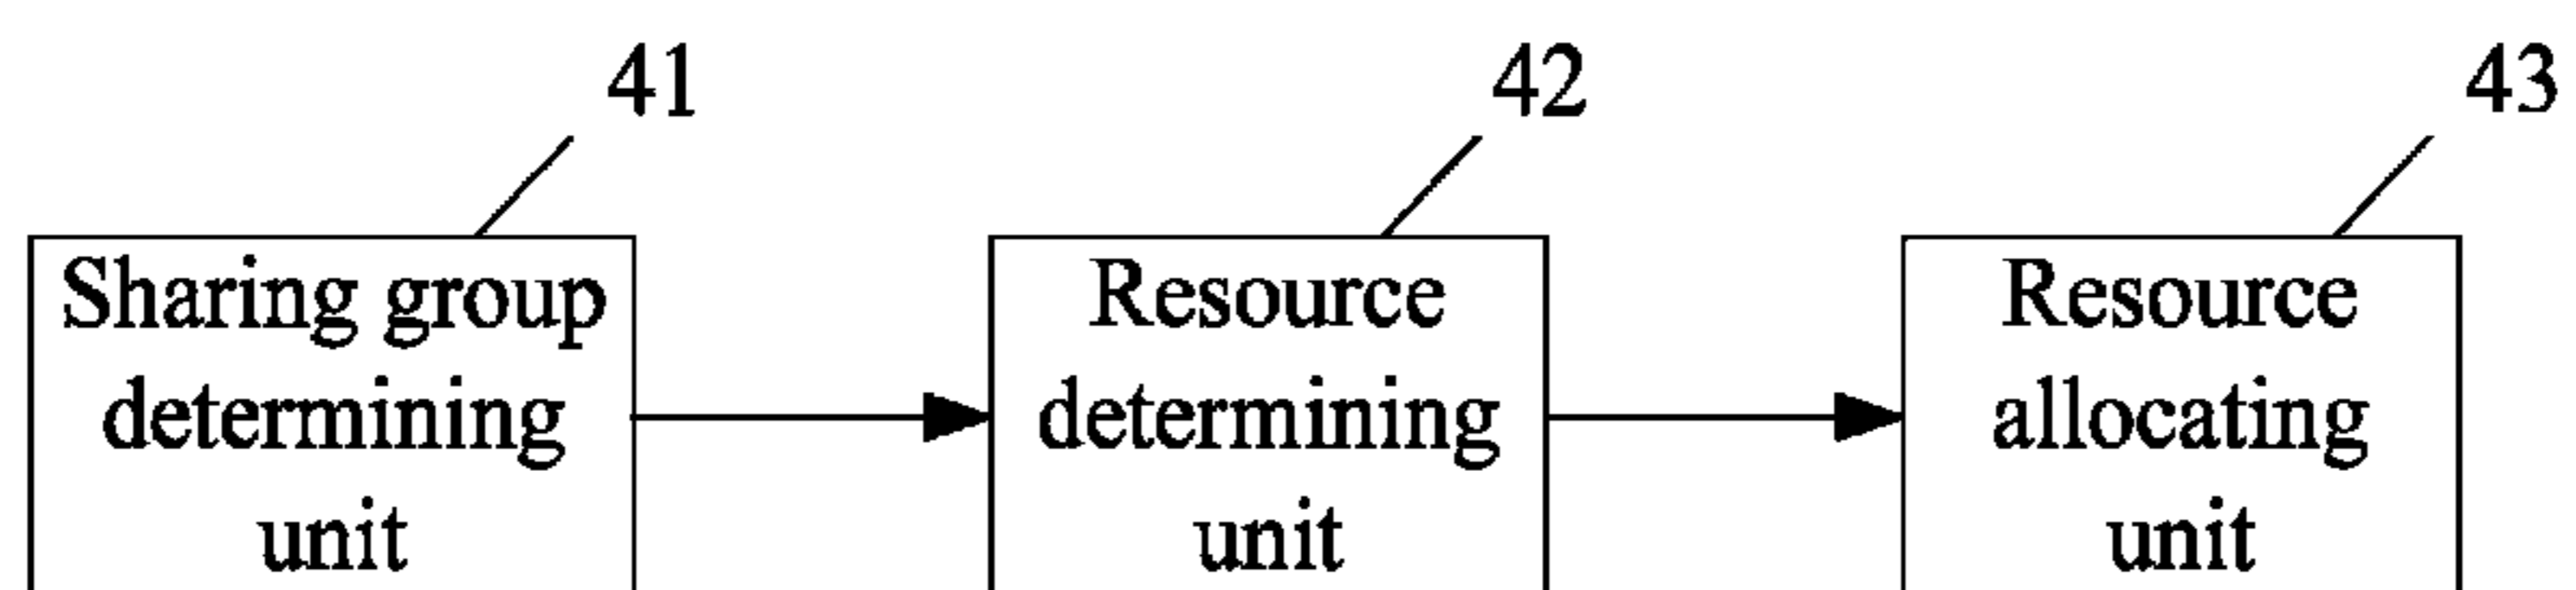 41
42
43
Sharing group
determining
unit
Resource
determining
unit
Resource
allocating
unit